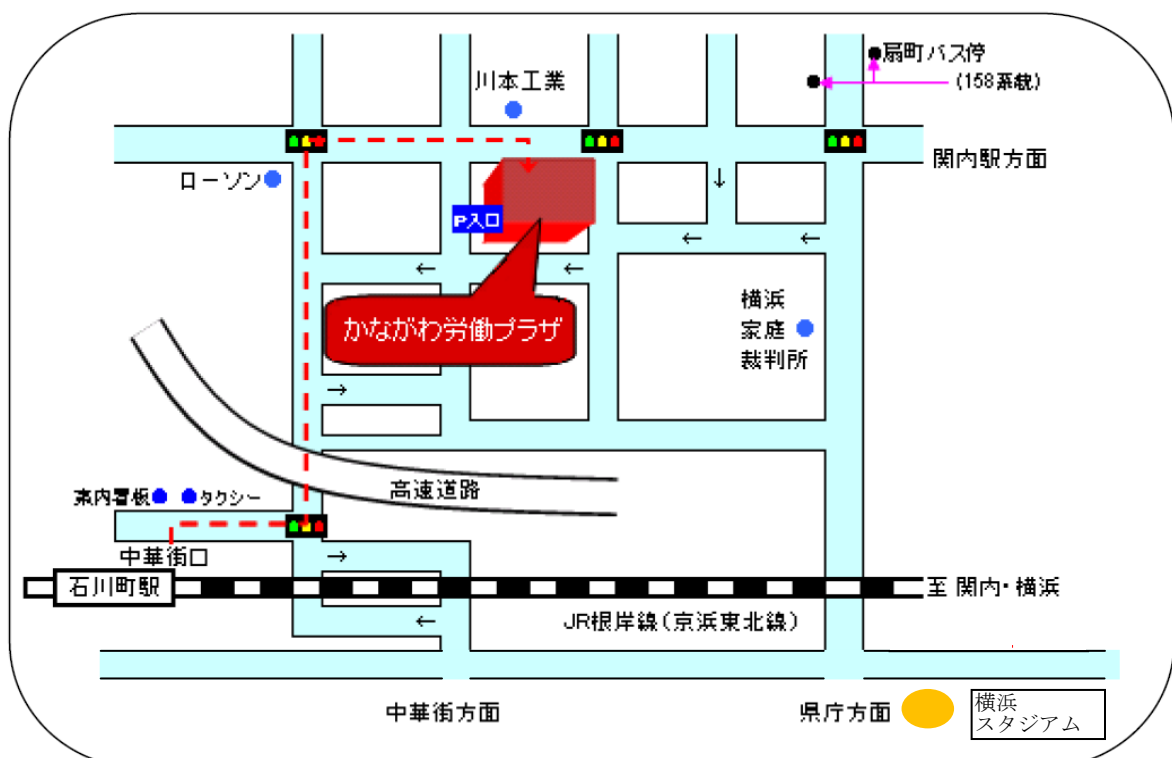 扇町バス停
(158系統)
川本工業
関内駅方面
ローソン
P入口
かながわ労働プラザ
横浜
家庭
裁判所
高速道路
案内看板
タクシー
中華街口
石川町駅
至 関内・横浜
JR根岸線(京浜東北線)
中華街方面
県庁方面
横浜
スタジアム